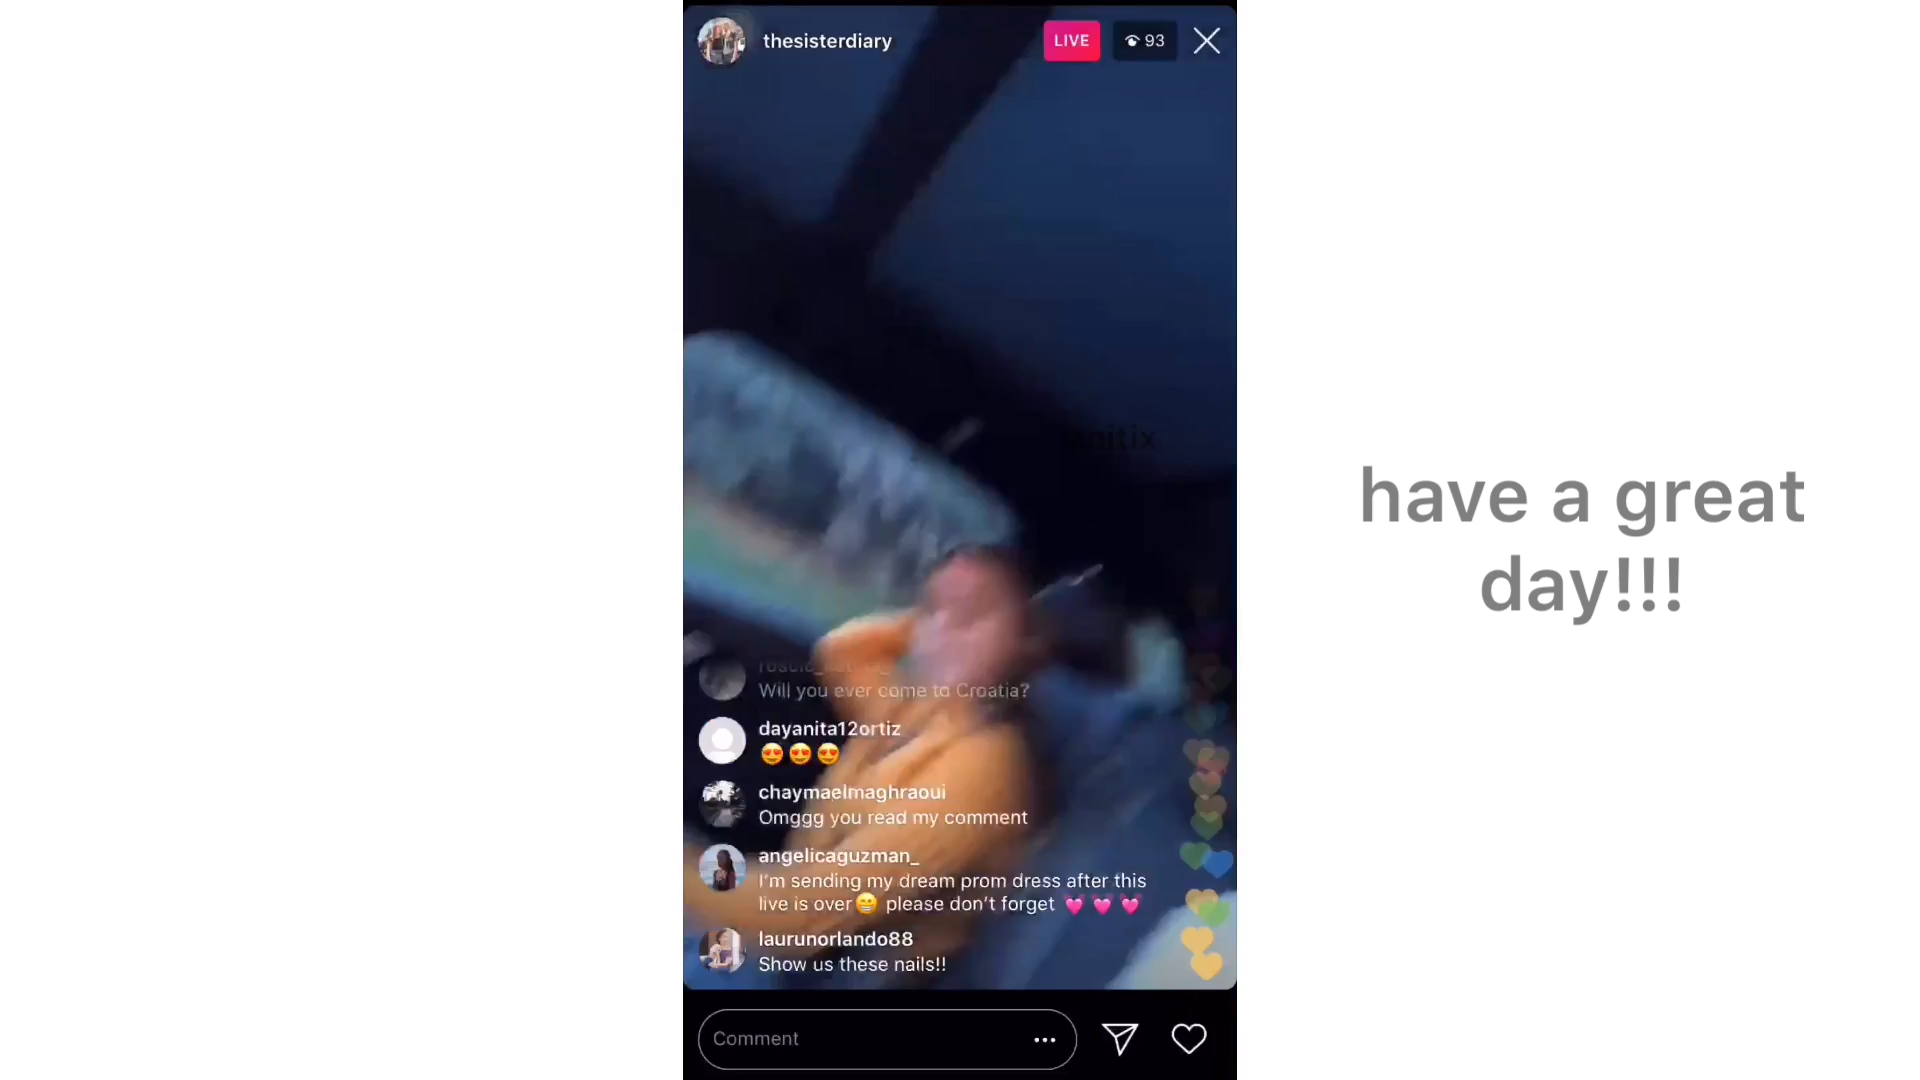 thesisterdiary
LIVE
93
Will you ever come to Croatia?
dayanita12ortiz
😍😍😍
chaymaelmaghraoui
Omggg you read my comment
angelicaguzman_
I'm sending my dream prom dress after this
live is over😁 please don't forget 💓 💓 💓
laurunorlando88
Show us these nails!!
Comment
have a great
day!!!